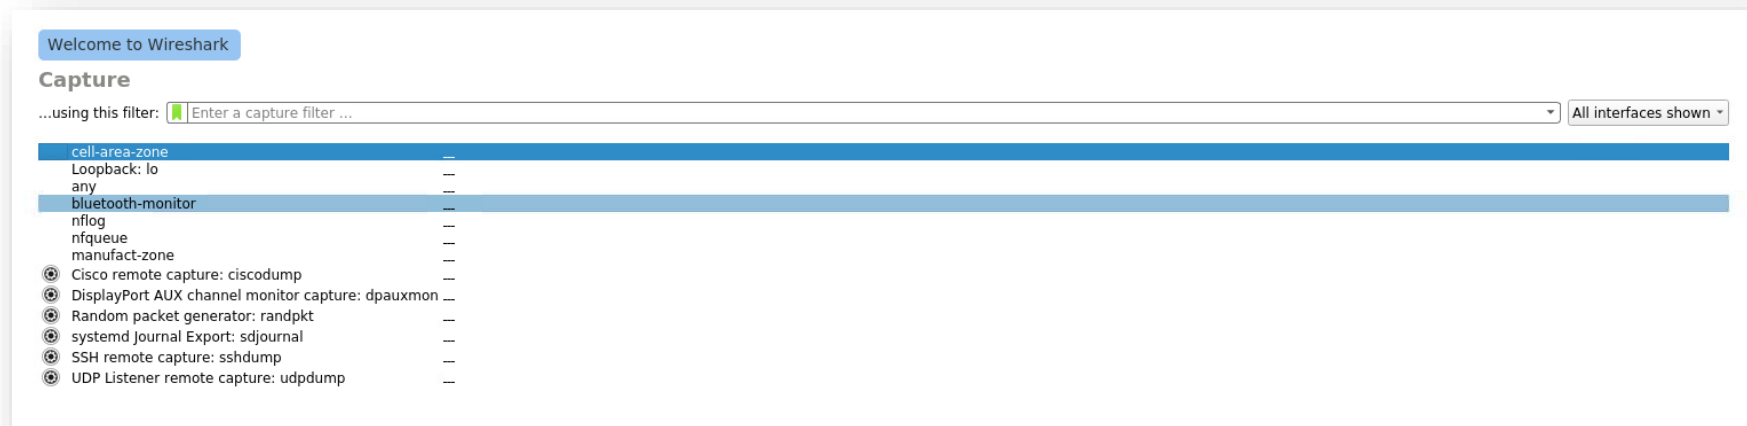 Welcome to Wireshark
Capture
...using this filter: Enter a capture filter ... All interfaces shown
cell-area-zone
Loopback: lo
any
bluetooth-monitor
nflog
nfqueue
manufact-zone
Cisco remote capture: ciscodump
DisplayPort AUX channel monitor capture: dpauxmon
Random packet generator: randpkt
systemd Journal Export: sdjournal
SSH remote capture: sshdump
UDP Listener remote capture: udpdump